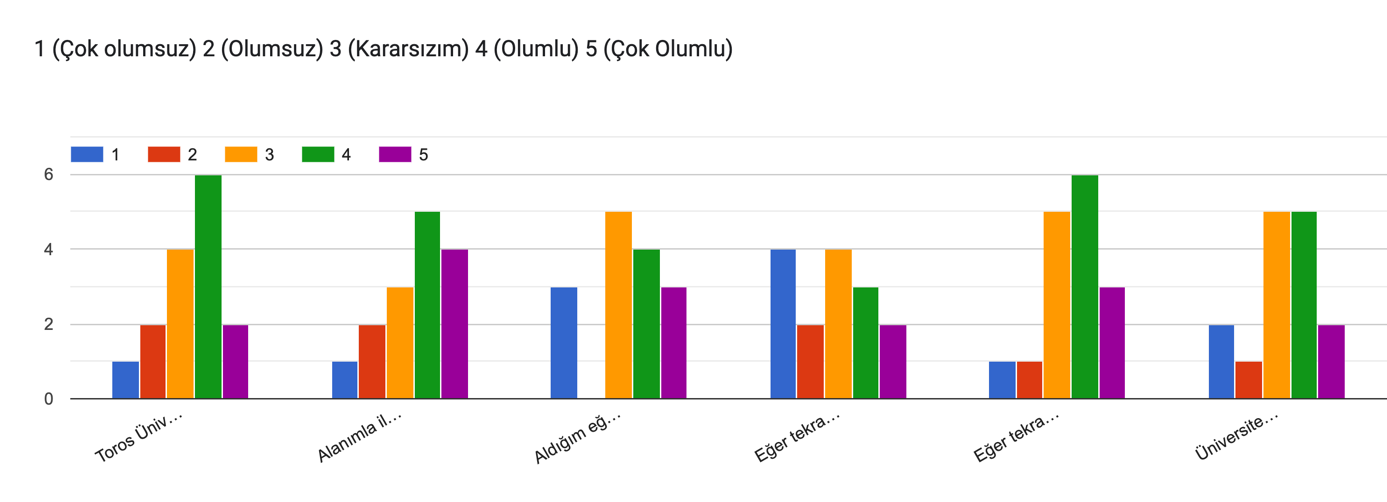 1 (Çok olumsuz) 2 (Olumsuz) 3 (Kararsızım) 4 (Olumlu) 5 (Çok Olumlu)
1 2 3 4 5
6
4
2
0
Toros Üniv...
Alanımla il...
Aldığım eğ...
Eğer tekra...
Eğer tekra...
Üniversite...